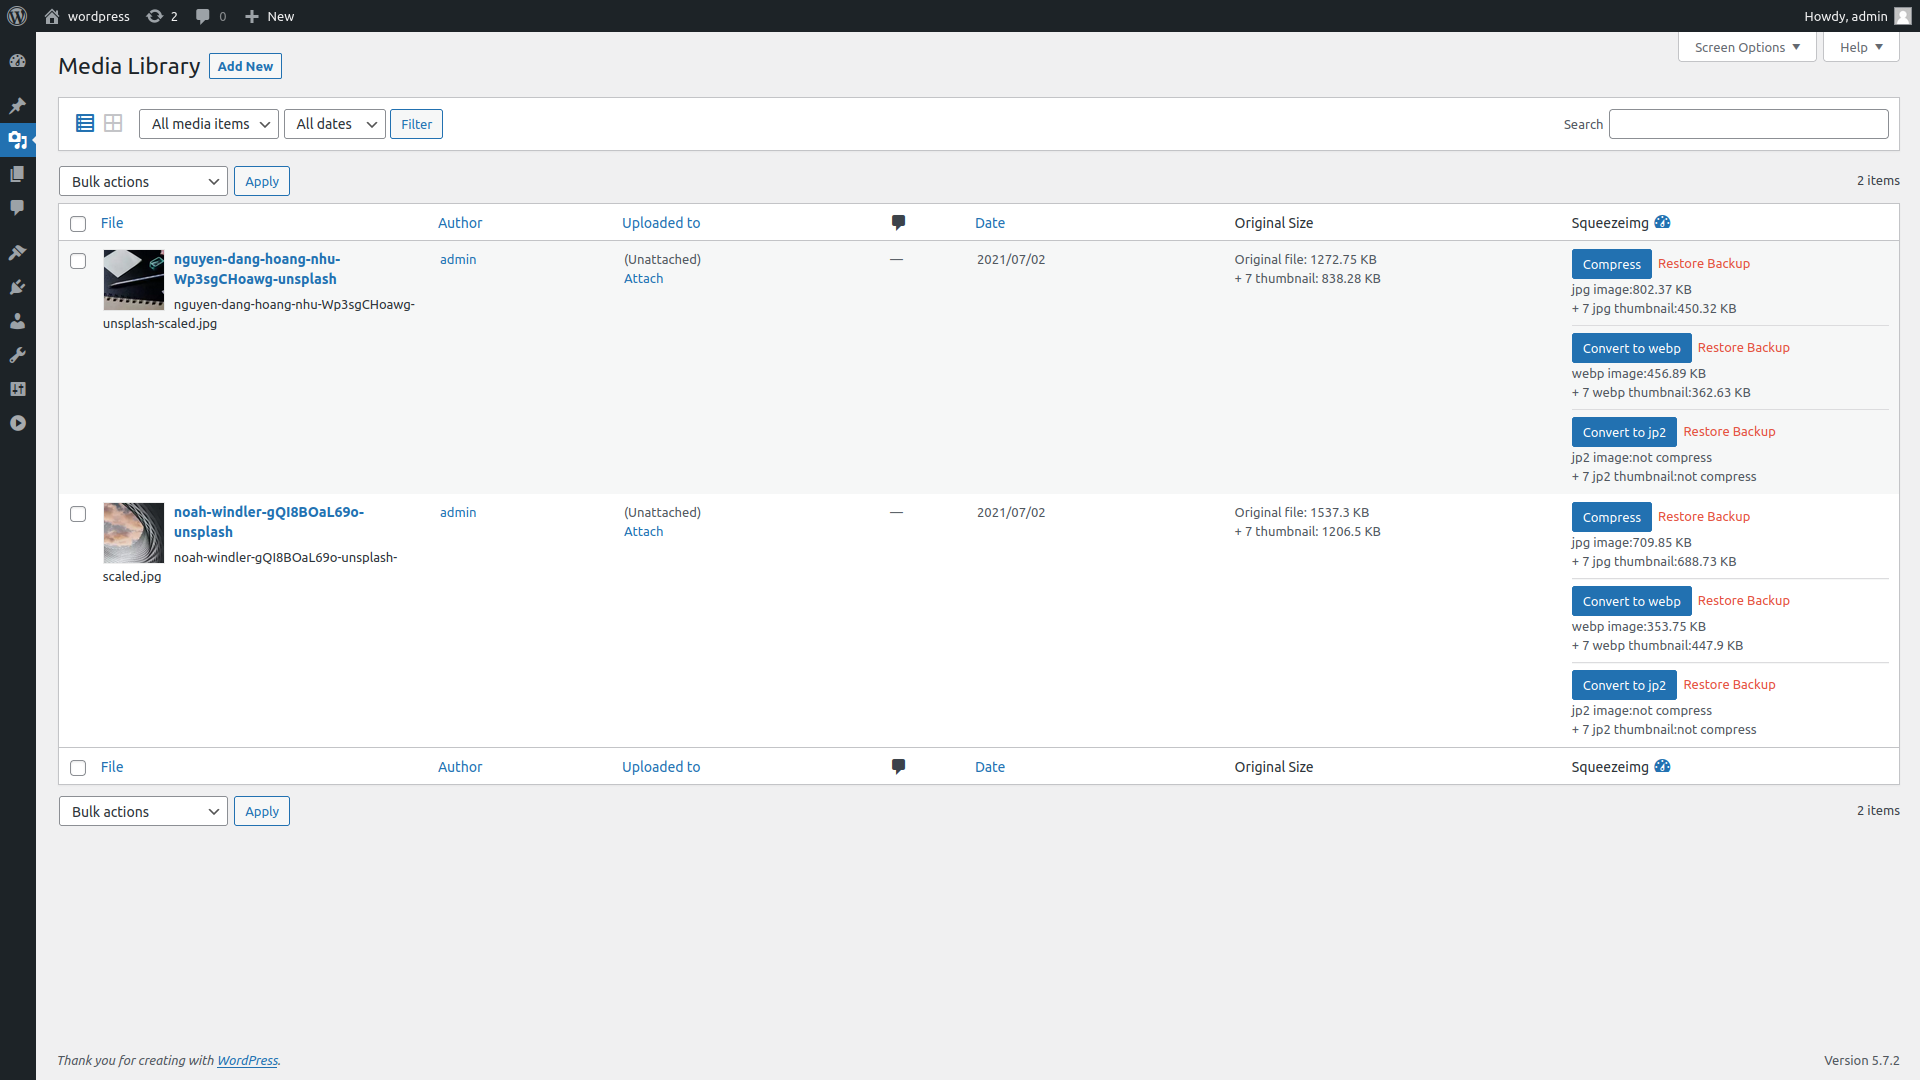 wordpress 2 0 New Howdy, admin
Screen Options Help
Media Library Add New
All media items All dates Filter Search
Bulk actions Apply 2 items
File Author Uploaded to Date Original Size Squeezeimg
nguyen-dang-hoang-nhu-
Wp3sgCHoawg-unsplash
nguyen-dang-hoang-nhu-Wp3sgCHoawg-
unsplash-scaled.jpg
admin
(Unattached)
Attach
—
2021/07/02
Original file: 1272.75 KB
+ 7 thumbnail: 838.28 KB
Compress Restore Backup
jpg image:802.37 KB
+ 7 jpg thumbnail:450.32 KB
Convert to webp Restore Backup
webp image:456.89 KB
+ 7 webp thumbnail:362.63 KB
Convert to jp2 Restore Backup
jp2 image:not compress
+ 7 jp2 thumbnail:not compress
noah-windler-gQI8BOaL69o-
unsplash
noah-windler-gQI8BOaL69o-unsplash-
scaled.jpg
admin
(Unattached)
Attach
—
2021/07/02
Original file: 1537.3 KB
+ 7 thumbnail: 1206.5 KB
Compress Restore Backup
jpg image:709.85 KB
+ 7 jpg thumbnail:688.73 KB
Convert to webp Restore Backup
webp image:353.75 KB
+ 7 webp thumbnail:447.9 KB
Convert to jp2 Restore Backup
jp2 image:not compress
+ 7 jp2 thumbnail:not compress
File Author Uploaded to Date Original Size Squeezeimg
Bulk actions Apply 2 items
Thank you for creating with WordPress. Version 5.7.2